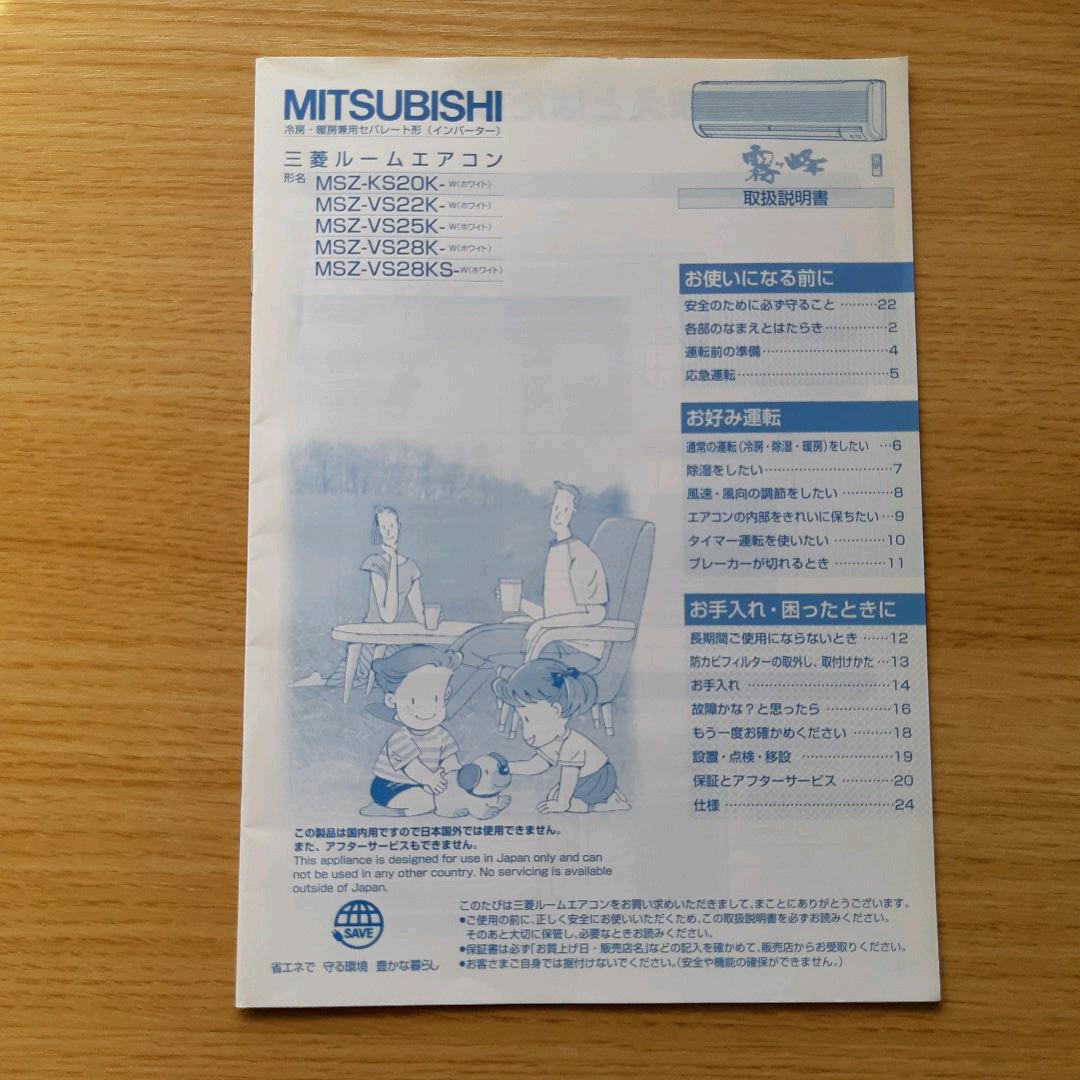 MITSUBISHI
冷房・暖房兼用セパレート形（インバーター）
三菱ルームエアコン
形名
MSZ-KS20K- W(ホワイト)
MSZ-VS22K- W(ホワイト)
MSZ-VS25K- W(ホワイト)
MSZ-VS28K- W(ホワイト)
MSZ-VS28KS-W(ホワイト)
霧ヶ峰
取扱説明書
お使いになる前に
安全のために必ず守ること ………22
各部のなまえとはたらき……………2
運転前の準備…………………………4
応急運転………………………………5
お好み運転
通常の運転（冷房・除湿・暖房）をしたい …6
除湿をしたい…………………………7
風速・風向の調節をしたい …………8
エアコンの内部をきれいに保ちたい…9
タイマー運転を使いたい …………10
ブレーカーが切れるとき …………11
お手入れ・困ったときに
長期間ご使用にならないとき ……12
防カビフィルターの取外し、取付けかた…13
お手入れ ……………………………14
故障かな？と思ったら ……………16
もう一度お確かめください ………18
設置・点検・移設 …………………19
保証とアフターサービス …………20
仕様 …………………………………24
この製品は国内用ですので日本国外では使用できません。
また、アフターサービスもできません。
This appliance is designed for use in Japan only and can
not be used in any other country. No servicing is available
outside of Japan.
SAVE
省エネで 守る環境 豊かな暮らし
このたびは三菱ルームエアコンをお買い求めいただきまして、まことにありがとうございます。
●ご使用の前に、正しく安全にお使いいただくため、この取扱説明書を必ずお読みください。
そのあと大切に保管し、必要なときお読みください。
●保証書は必ず「お買上げ日・販売店名」などの記入を確かめて、販売店からお受取りください。
●お客さまご自身では据付けないでください。（安全や機能の確保ができません。）